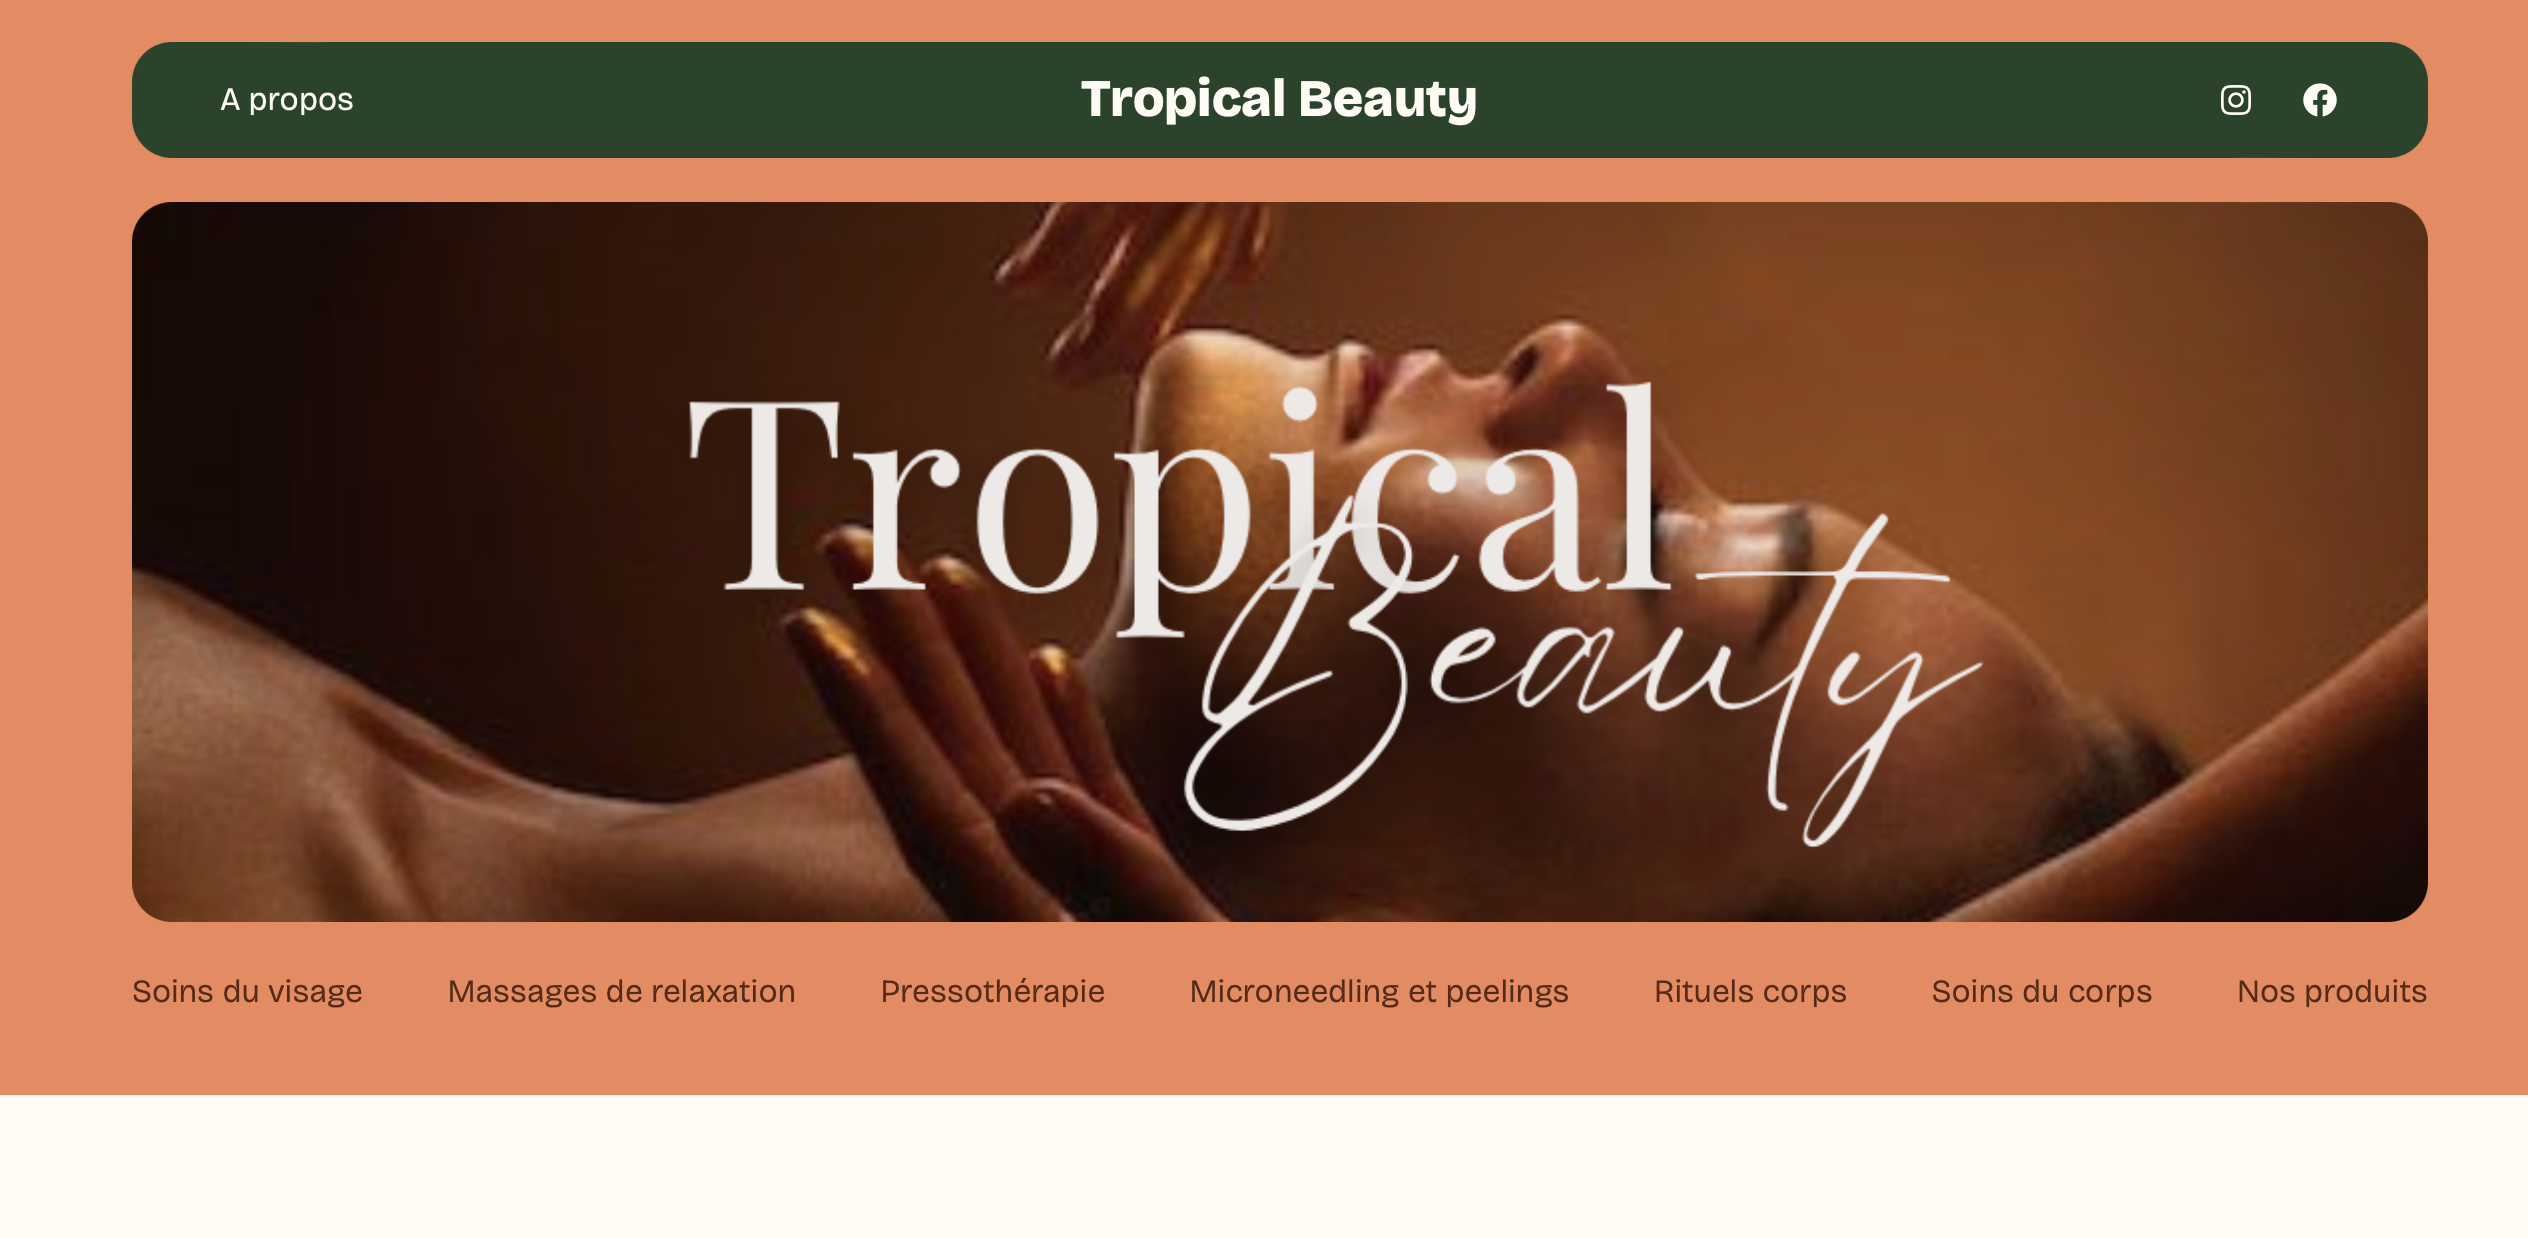 A propos
Tropical Beauty
Tropical
Beauty
Soins du visage
Massages de relaxation
Pressothérapie
Microneedling et peelings
Rituels corps
Soins du corps
Nos produits